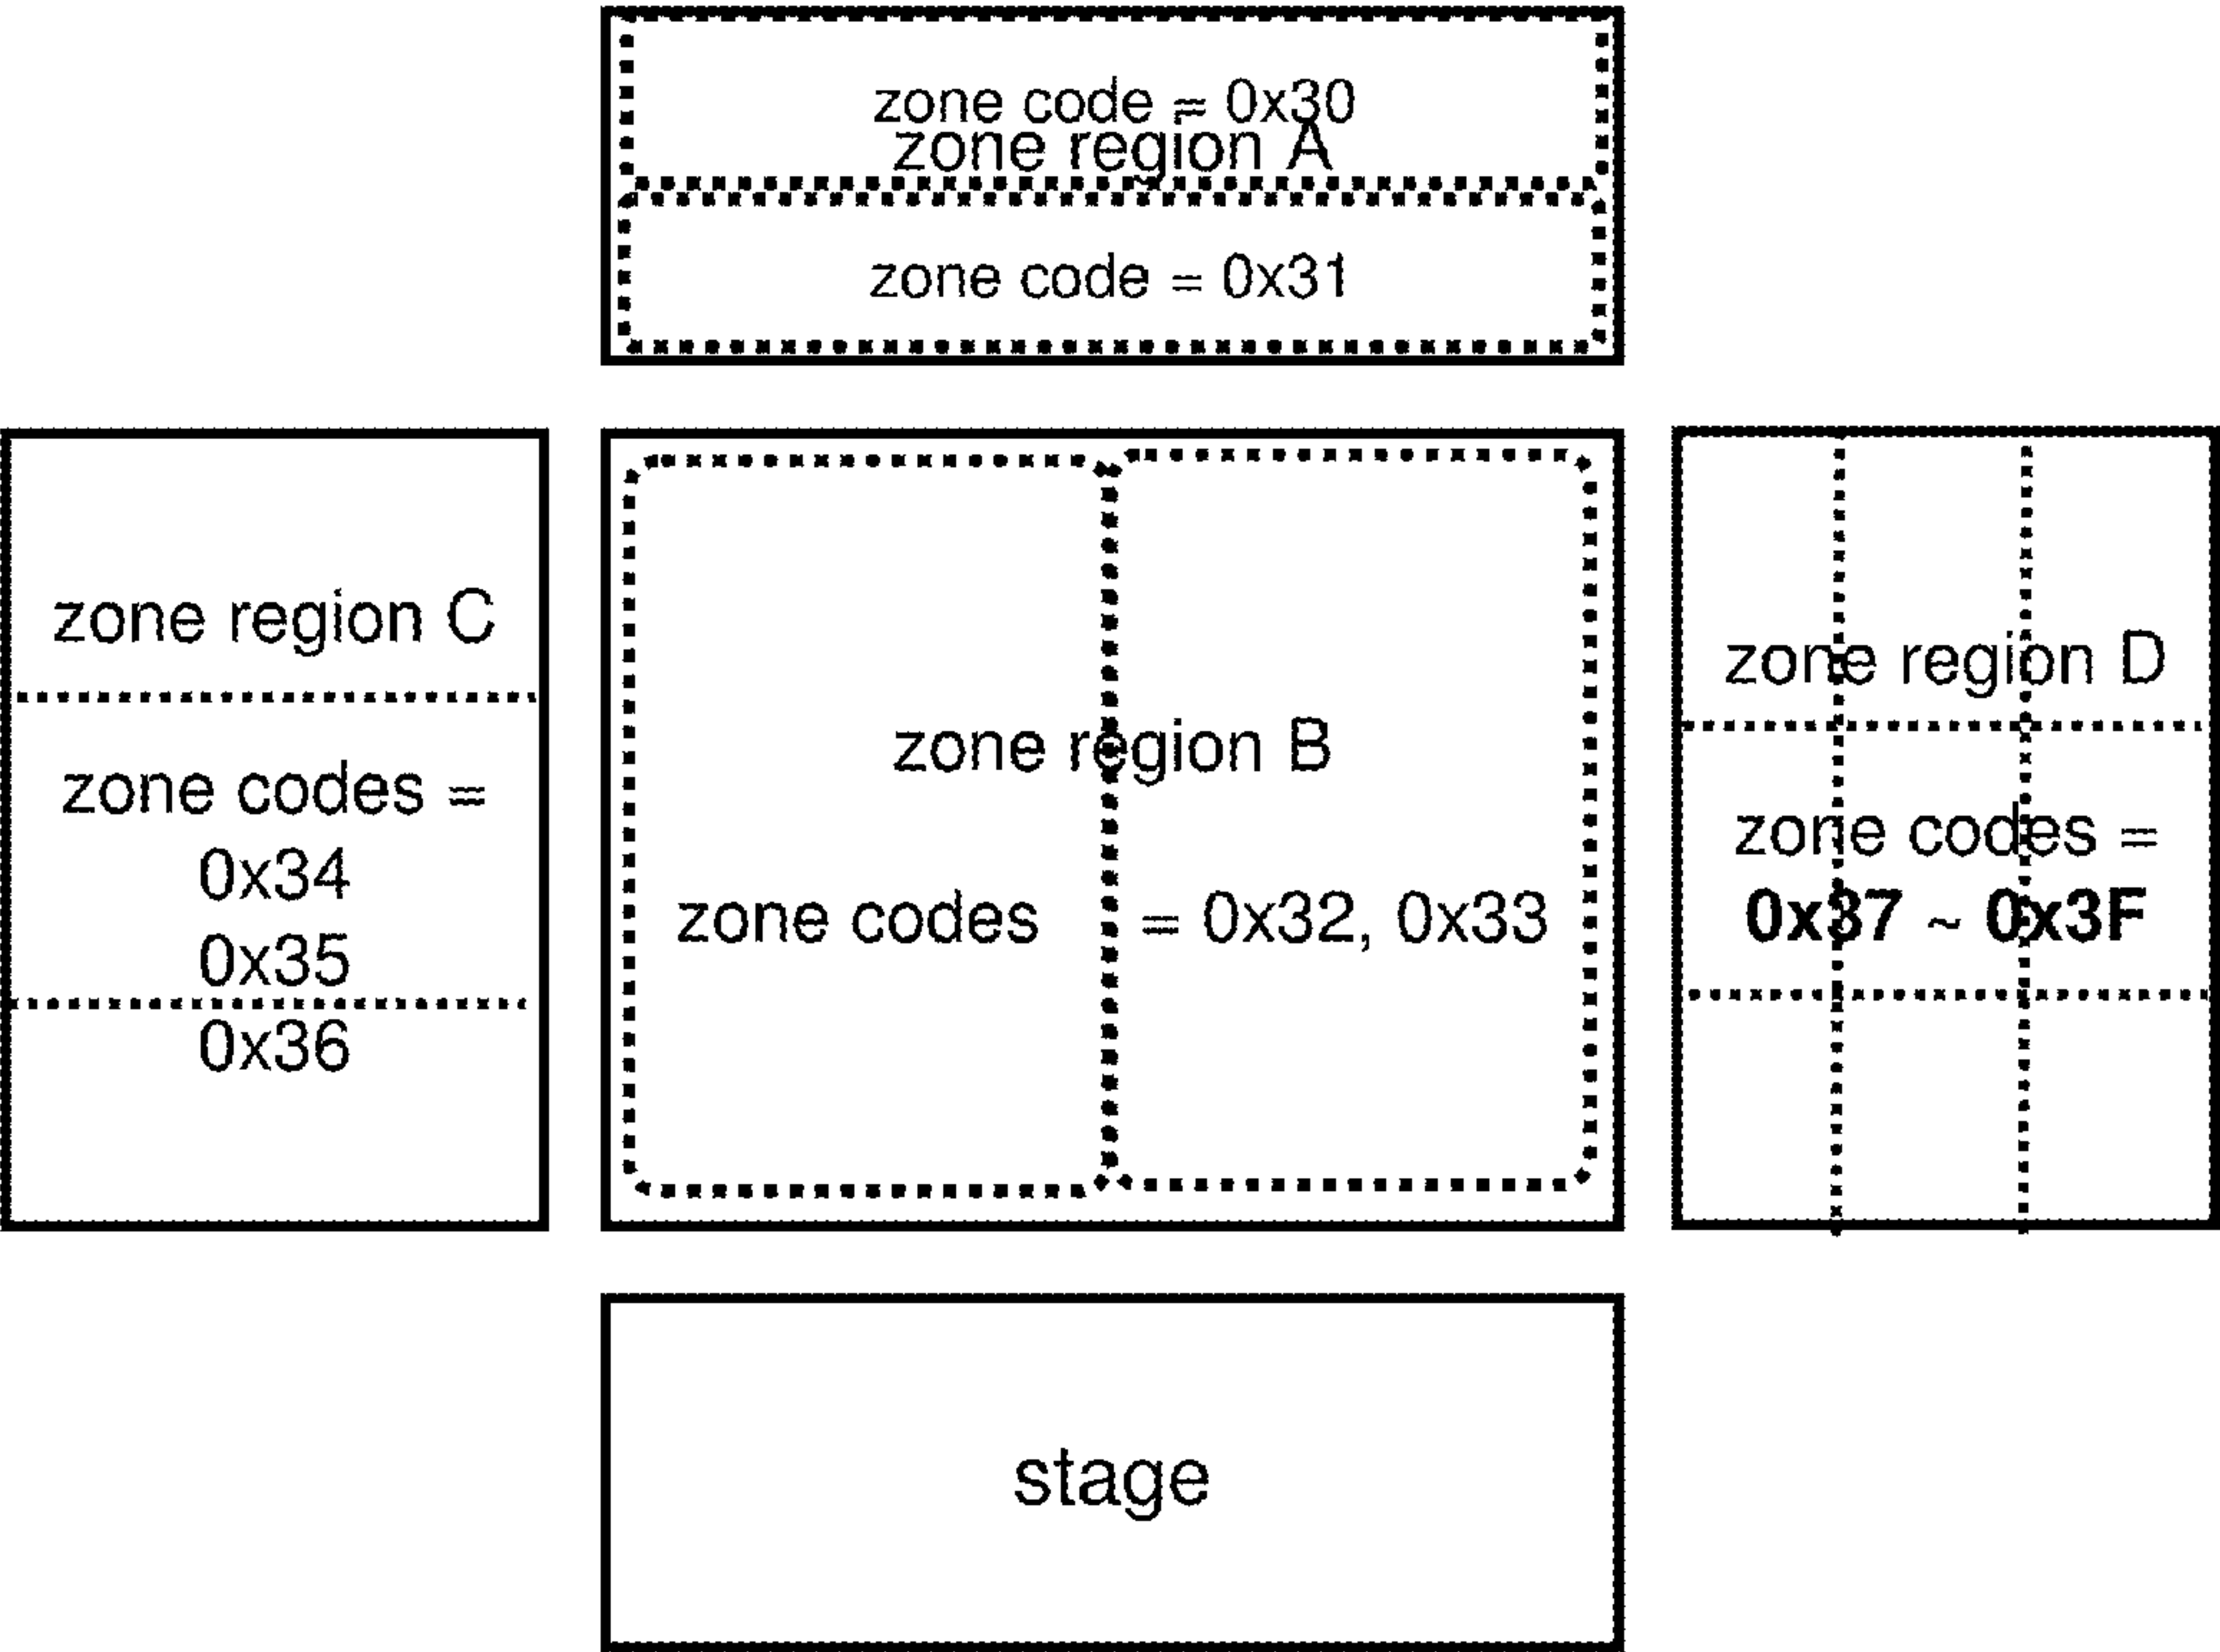 zone code = 0x30
zone region A
zone code = 0x31
zone region C
zone codes =
0x34
0x35
0x36
zone region B
zone codes = 0x32, 0x33
zone region D
zone codes =
0x37 ~ 0x3F
stage